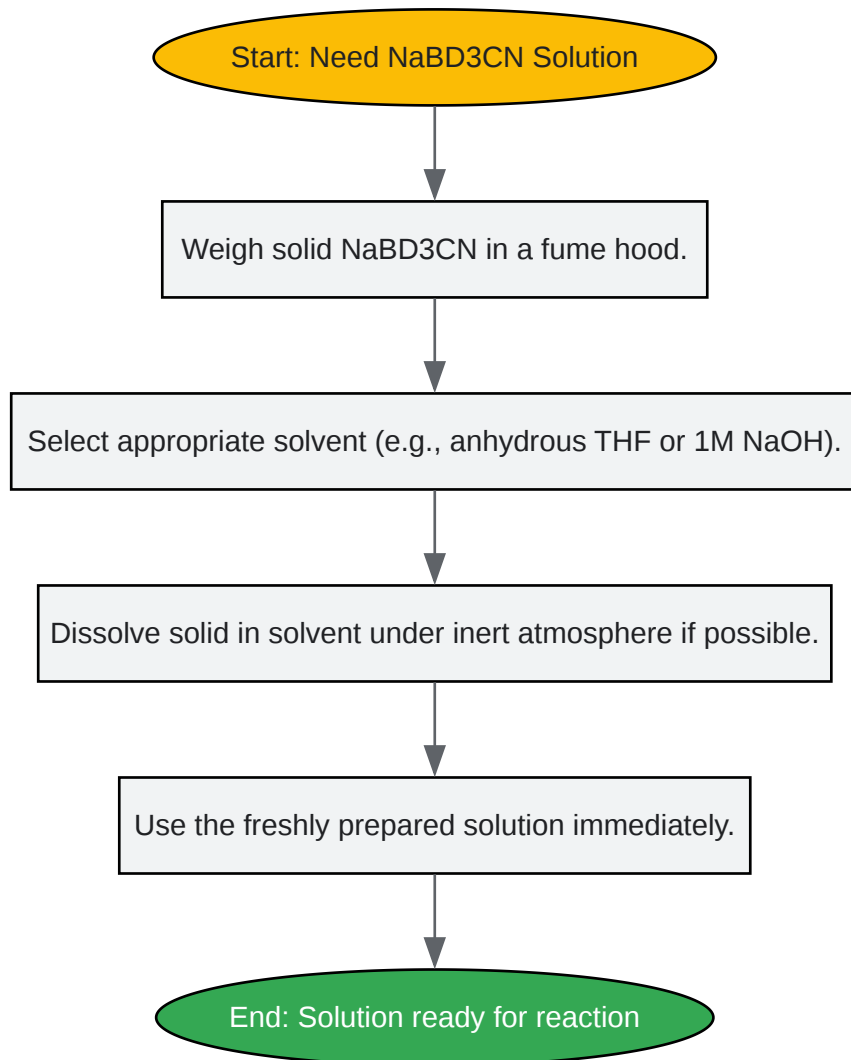 Start: Need NaBD3CN Solution
Weigh solid NaBD3CN in a fume hood.
Select appropriate solvent (e.g., anhydrous THF or 1M NaOH).
Dissolve solid in solvent under inert atmosphere if possible.
Use the freshly prepared solution immediately.
End: Solution ready for reaction